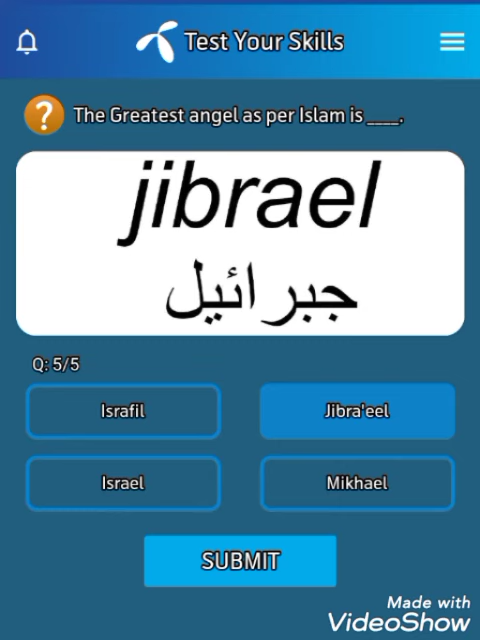 Test Your Skills
The Greatest angel as per Islam is ____.
jibrael
جبرائيل
Q: 5/5
Israfil
Jibra'eel
Israel
Mikhael
SUBMIT
Made with
VideoShow